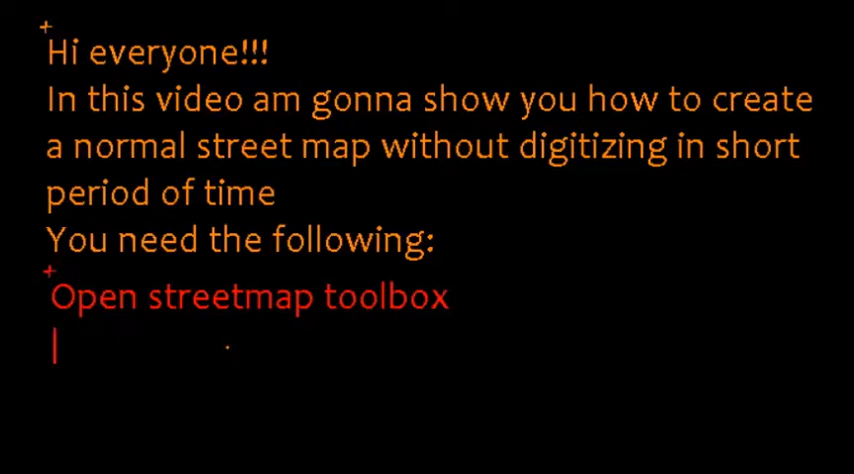 Hi everyone!!!
In this video am gonna show you how to create
a normal street map without digitizing in short
period of time
You need the following:
Open streetmap toolbox